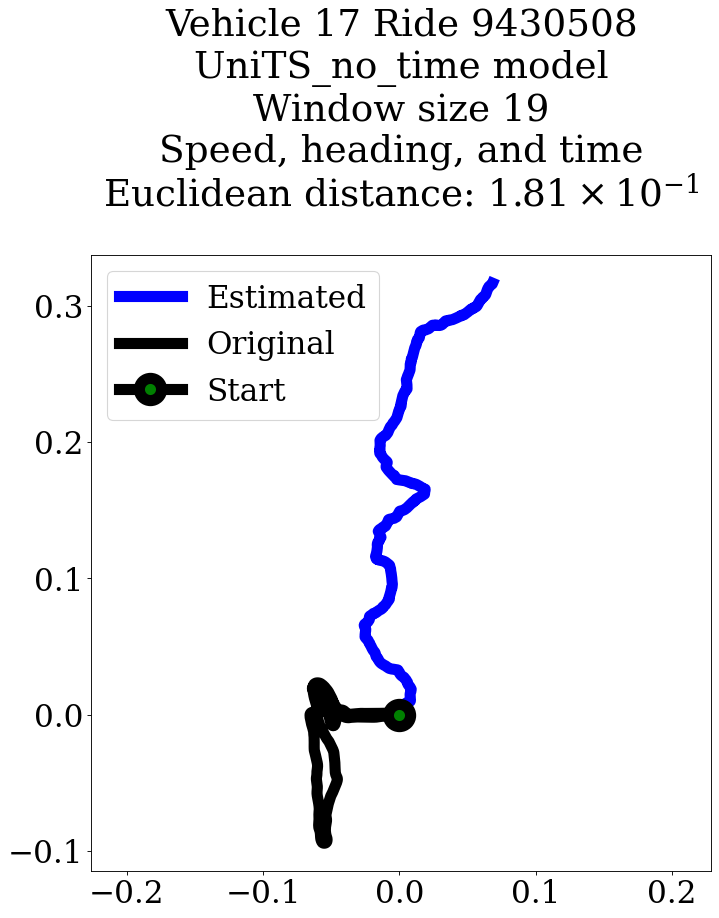 Vehicle 17 Ride 9430508
UniTS_no_time model
Window size 19
Speed, heading, and time
Euclidean distance: $1.81 \times 10^{-1}$
Estimated
Original
Start
0.3
0.2
0.1
0.0
−0.1
−0.2 −0.1 0.0 0.1 0.2